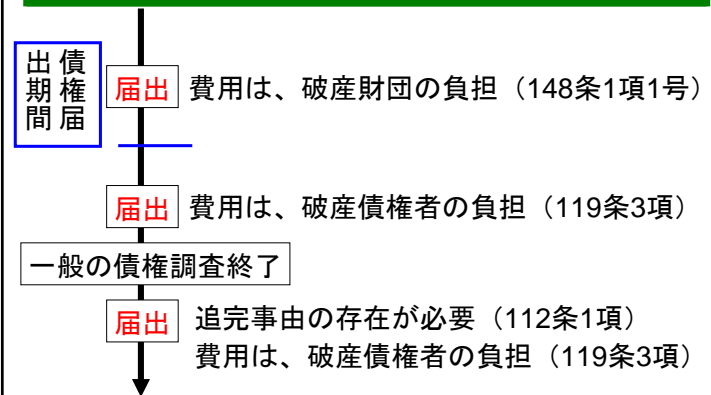 債権届
出期間
届出 費用は、破産財団の負担（148条1項1号）
届出 費用は、破産債権者の負担（119条3項）
一般の債権調査終了
届出 追完事由の存在が必要（112条1項）
費用は、破産債権者の負担（119条3項）